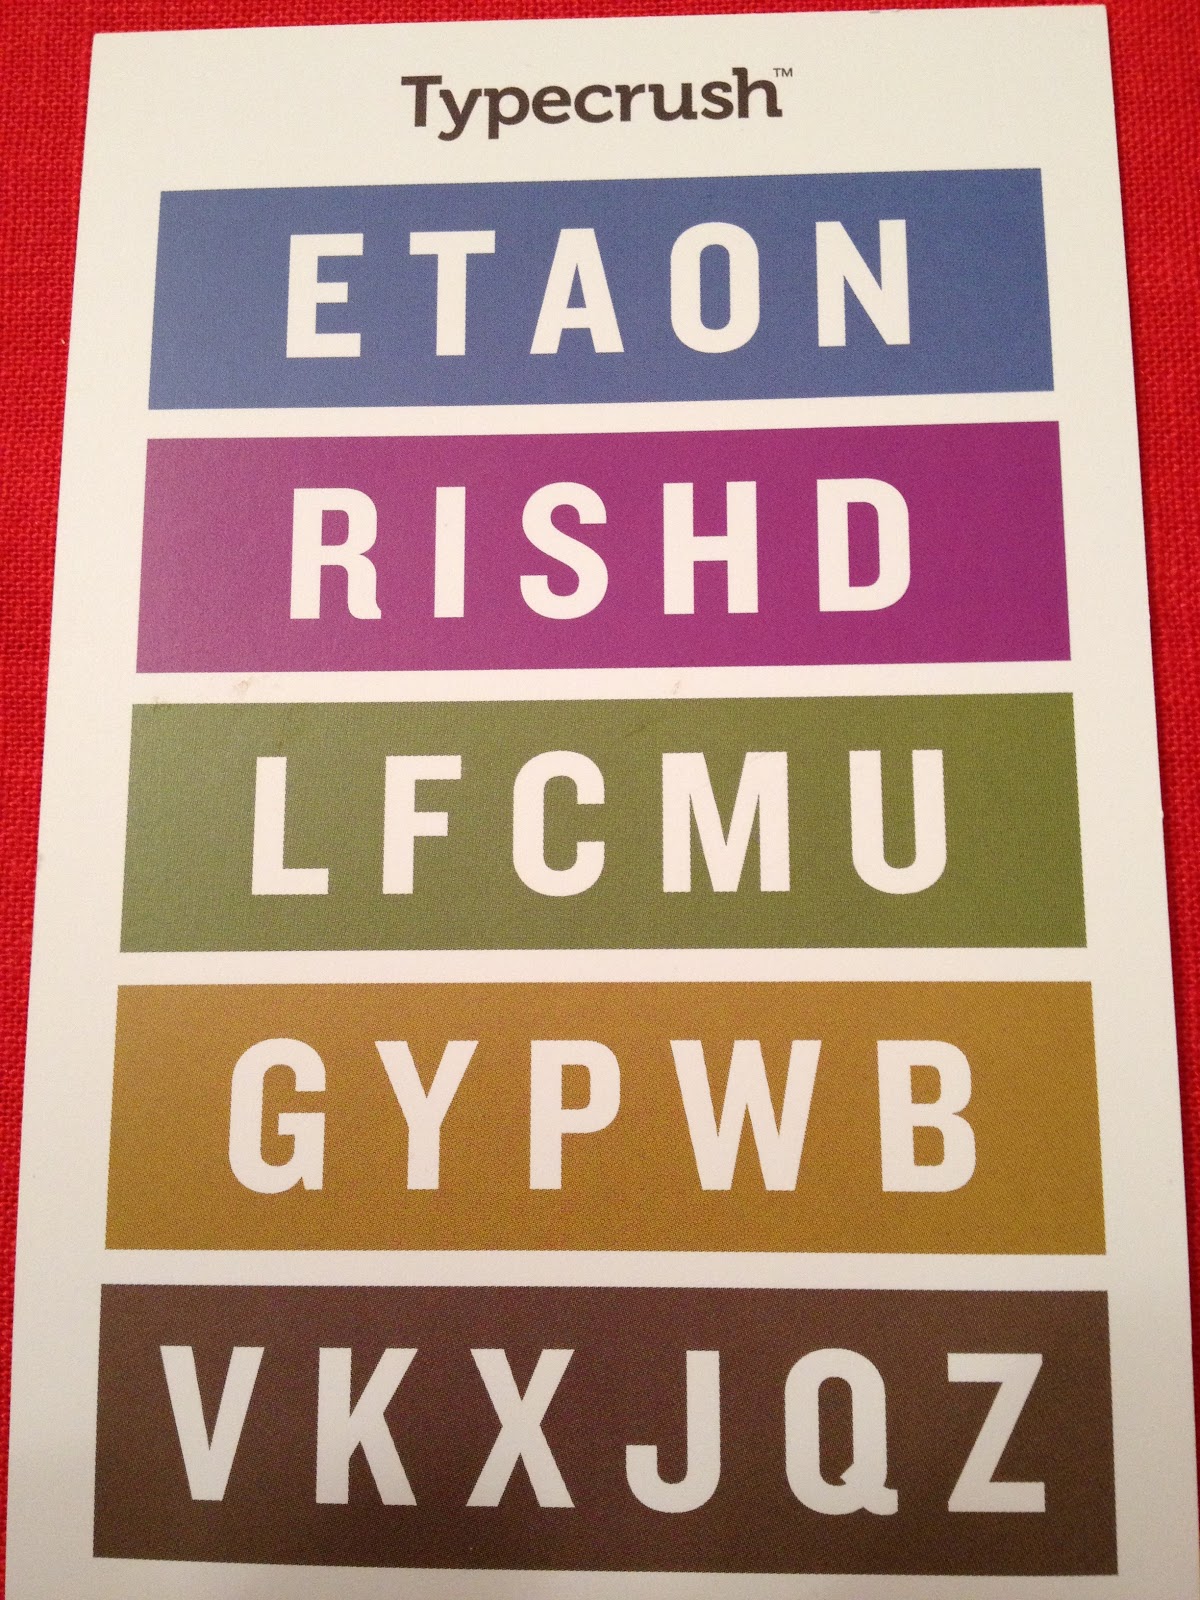 Typecrush™
ETAON
RISHD
LFCMU
GYPWB
VKXJQZ